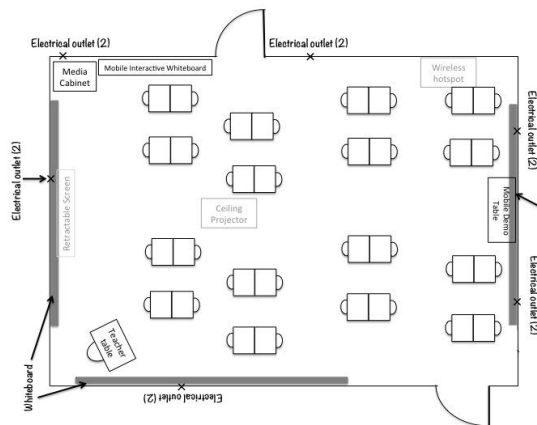 Electrical outlet (2)
Electrical outlet (2)
Media
Cabinet
Mobile Interactive Whiteboard
Wireless
hotspot
Electrical outlet (2)
Electrical outlet (2)
Retractable Screen
Ceiling
Projector
Mobile Demo
Table
Electrical outlet (2)
Teacher
table
Whiteboard
Electrical outlet (2)